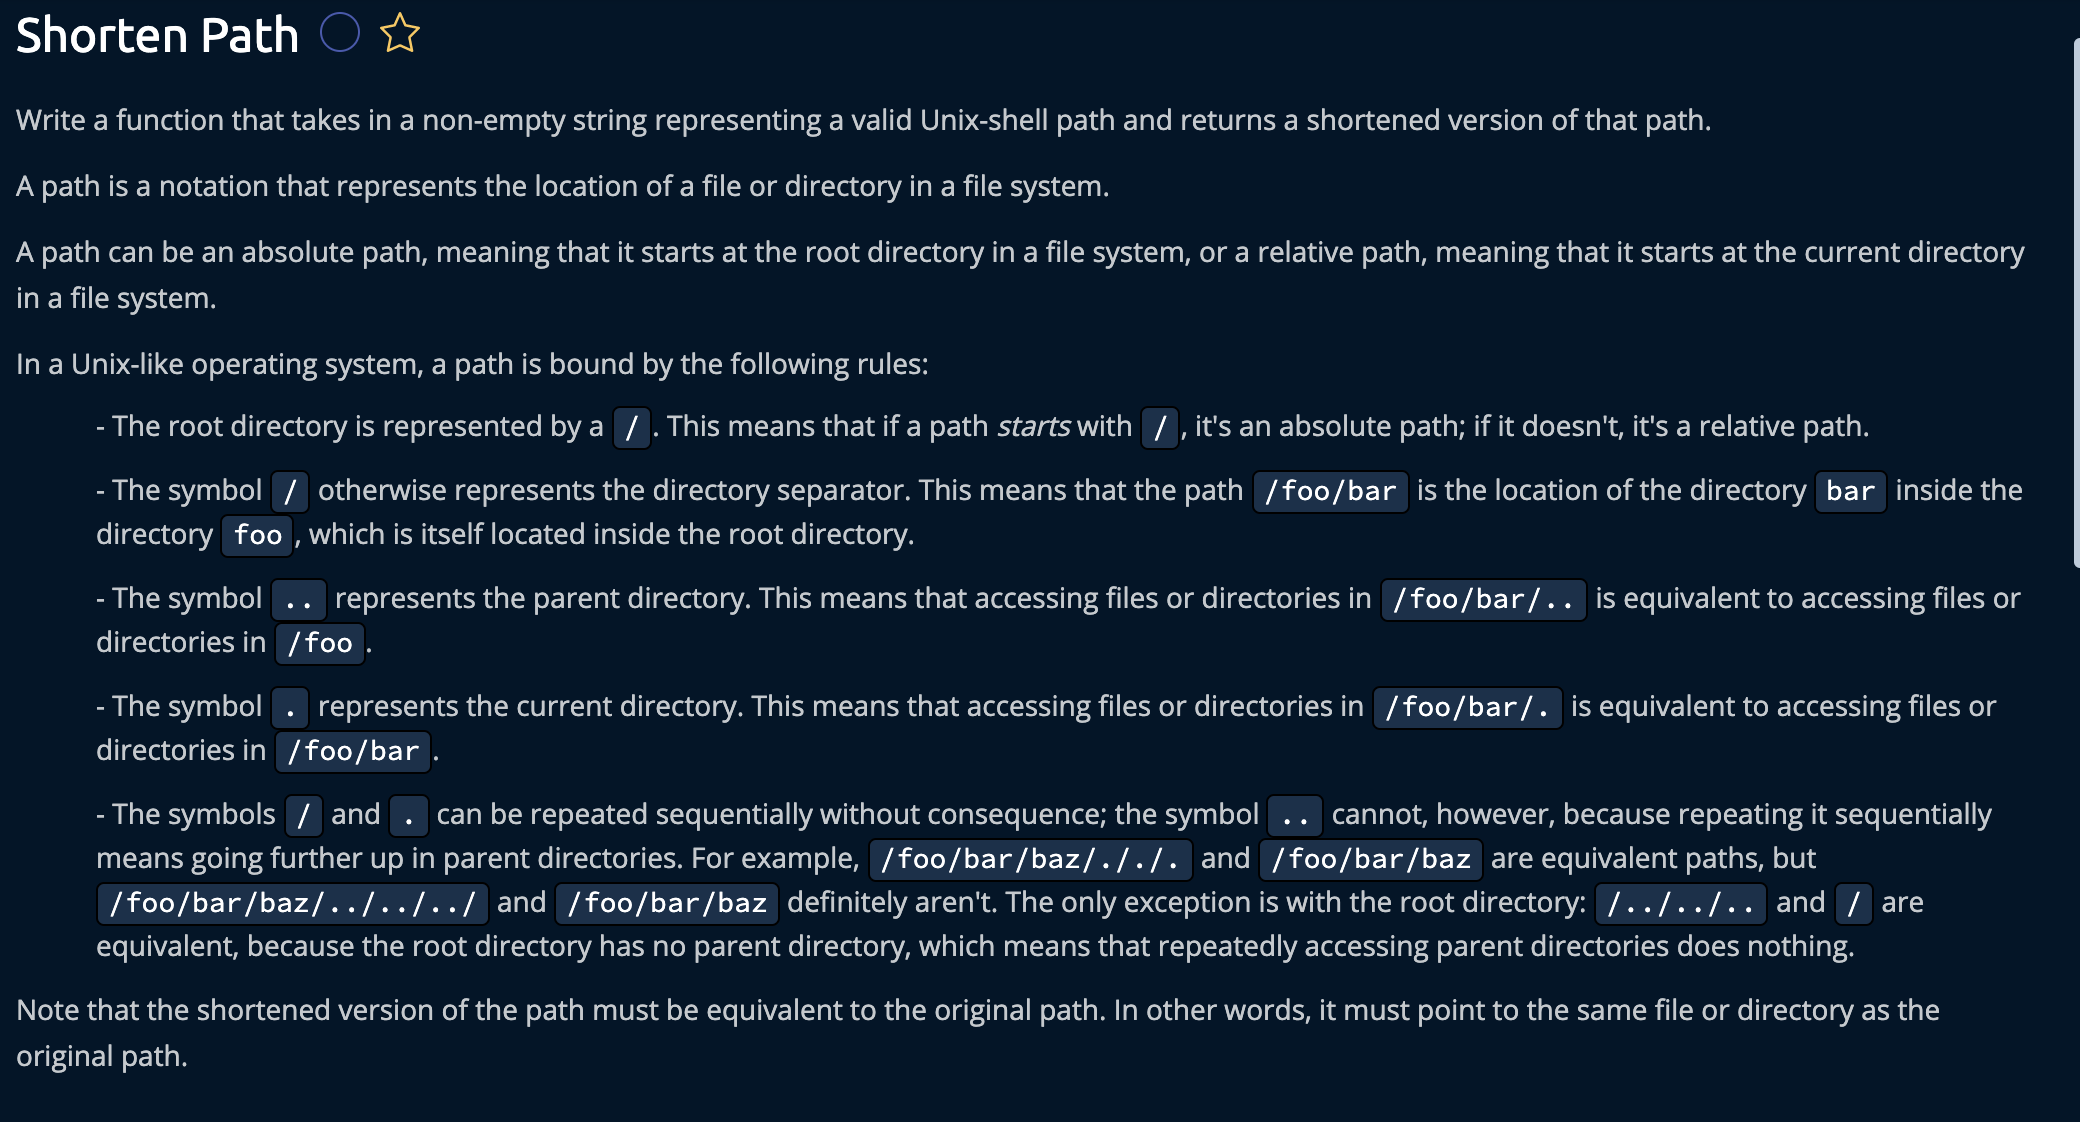 Shorten Path
Write a function that takes in a non-empty string representing a valid Unix-shell path and returns a shortened version of that path.
A path is a notation that represents the location of a file or directory in a file system.
A path can be an absolute path, meaning that it starts at the root directory in a file system, or a relative path, meaning that it starts at the current directory
in a file system.
In a Unix-like operating system, a path is bound by the following rules:
- The root directory is represented by a /. This means that if a path starts with /, it's an absolute path; if it doesn't, it's a relative path.
- The symbol / otherwise represents the directory separator. This means that the path /foo/bar is the location of the directory bar inside the
directory foo, which is itself located inside the root directory.
- The symbol .. represents the parent directory. This means that accessing files or directories in /foo/bar/.. is equivalent to accessing files or
directories in /foo.
- The symbol . represents the current directory. This means that accessing files or directories in /foo/bar/. is equivalent to accessing files or
directories in /foo/bar.
- The symbols / and . can be repeated sequentially without consequence; the symbol .. cannot, however, because repeating it sequentially
means going further up in parent directories. For example, /foo/bar/baz/././. and /foo/bar/baz are equivalent paths, but
/foo/bar/baz/../../../ and /foo/bar/baz definitely aren't. The only exception is with the root directory: /../../.. and / are
equivalent, because the root directory has no parent directory, which means that repeatedly accessing parent directories does nothing.
Note that the shortened version of the path must be equivalent to the original path. In other words, it must point to the same file or directory as the
original path.